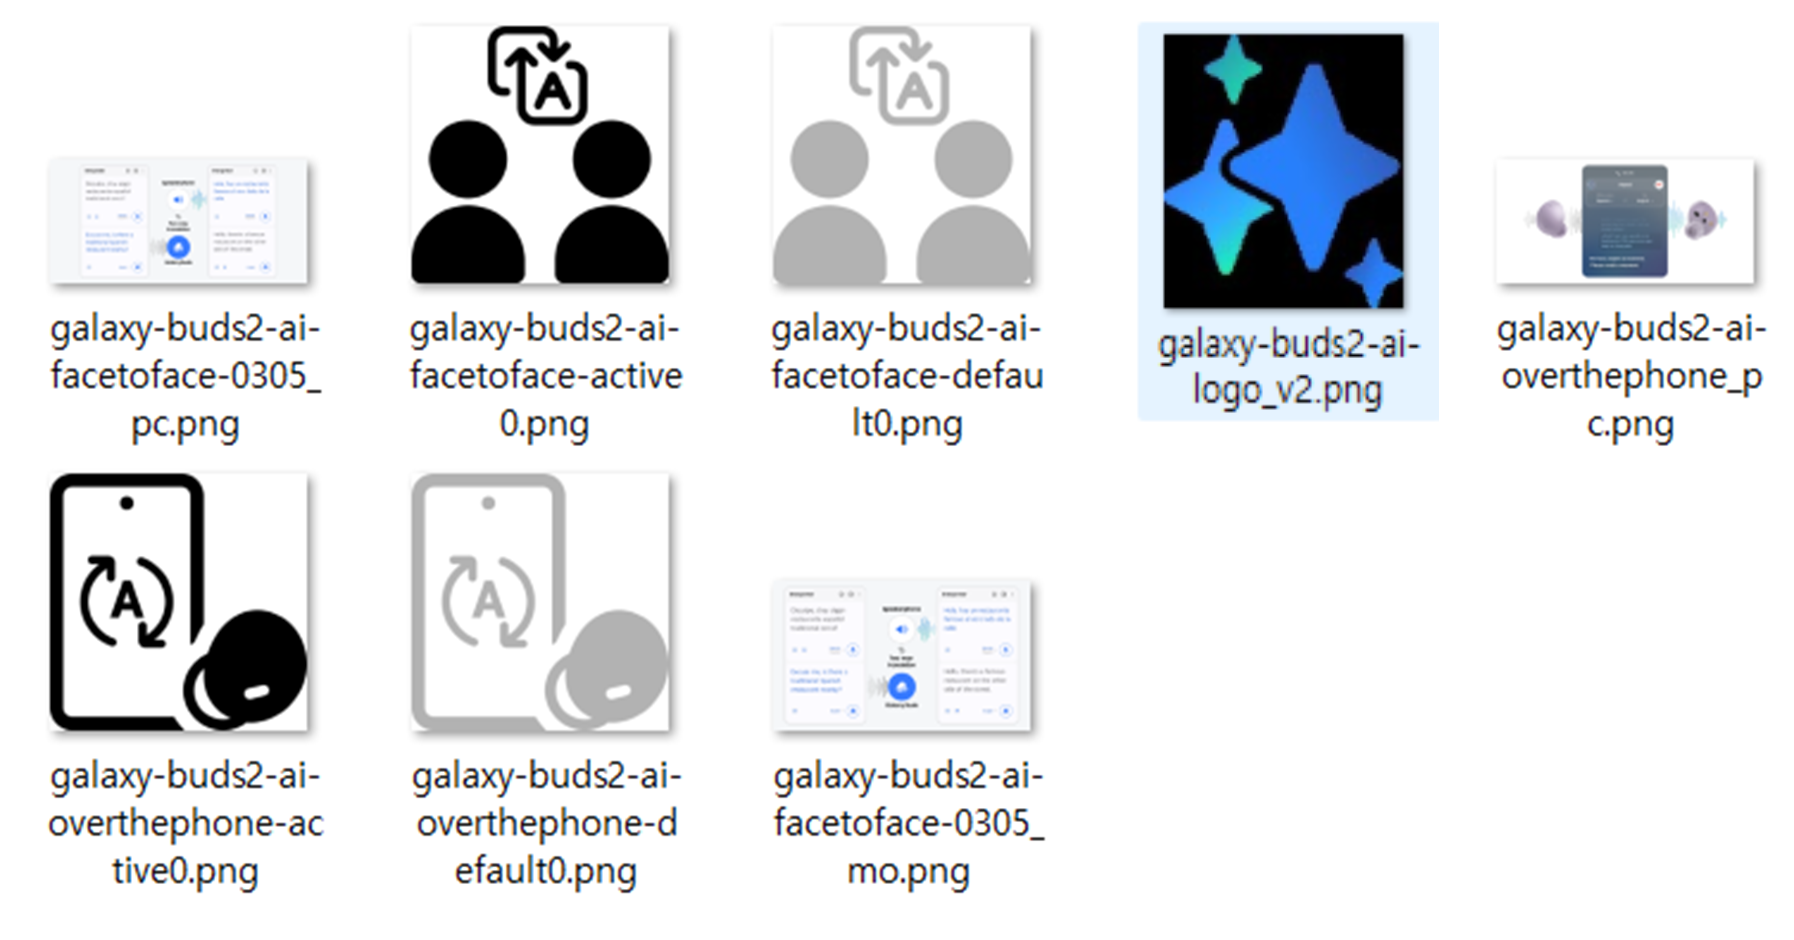 galaxy-buds2-ai-
facetoface-0305_
pc.png
galaxy-buds2-ai-
facetoface-active
0.png
galaxy-buds2-ai-
facetoface-defau
lt0.png
galaxy-buds2-ai-
logo_v2.png
galaxy-buds2-ai-
overthephone_p
c.png
A
A
A
A
galaxy-buds2-ai-
overthephone-ac
tive0.png
galaxy-buds2-ai-
overthephone-d
efault0.png
galaxy-buds2-ai-
facetoface-0305_
mo.png